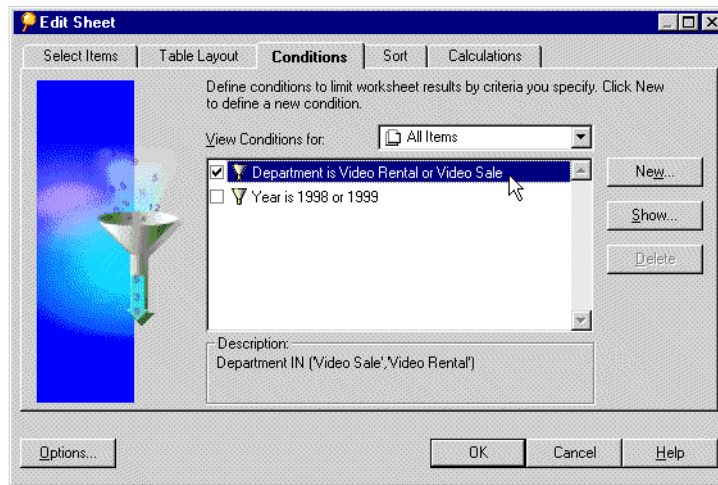 Edit Sheet
Select Items
Table Layout
Conditions
Sort
Calculations
Define conditions to limit worksheet results by criteria you specify. Click New
to define a new condition.
View Conditions for:
All Items
Department is Video Rental or Video Sale
Year is 1998 or 1999
New...
Show...
Delete
Description:
Department IN ('Video Sale','Video Rental')
Options...
OK
Cancel
Help